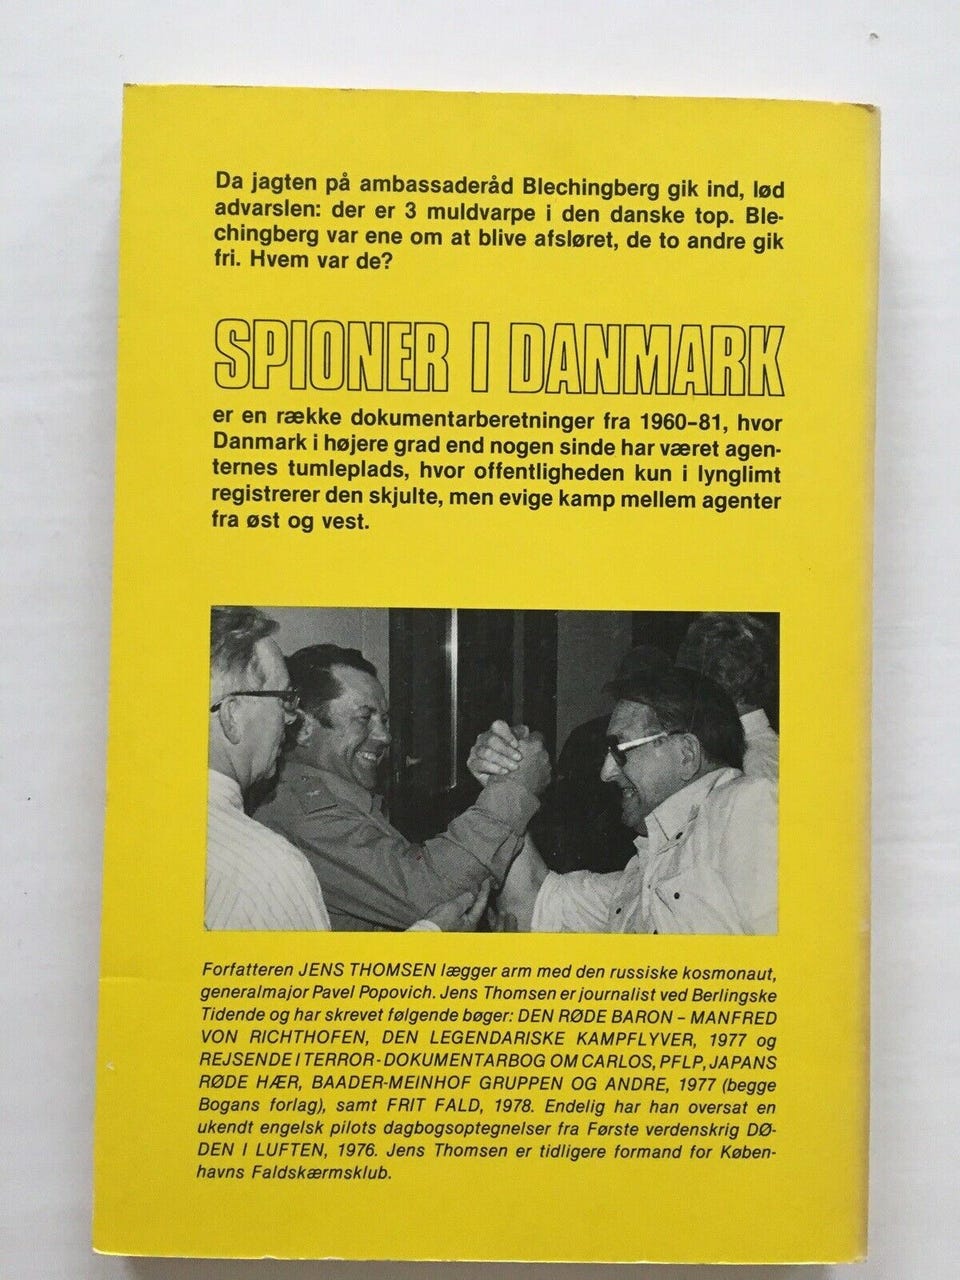 Da jagten på ambassaderåd Blechingberg gik ind, lød
advarslen: der er 3 muldvarpe i den danske top. Ble-
chingberg var ene om at blive afsløret, de to andre gik
fri. Hvem var de?
SPIONER I DANMARK
er en række dokumentarberetninger fra 1960–81, hvor
Danmark i højere grad end nogen sinde har været agen-
ternes tumleplads, hvor offentligheden kun i lynglimt
registrerer den skjulte, men evige kamp mellem agenter
fra øst og vest.
Forfatteren JENS THOMSEN lægger arm med den russiske kosmonaut,
generalmajor Pavel Popovich. Jens Thomsen er journalist ved Berlingske
Tidende og har skrevet følgende bøger: DEN RØDE BARON – MANFRED
VON RICHTHOFEN, DEN LEGENDARISKE KAMPFLYVER, 1977 og
REJSENDE I TERROR - DOKUMENTARBOG OM CARLOS, PFLP, JAPANS
RØDE HÆR, BAADER-MEINHOF GRUPPEN OG ANDRE, 1977 (begge
Bogans forlag), samt FRIT FALD, 1978. Endelig har han oversat en
ukendt engelsk pilots dagbogsoptegnelser fra Første verdenskrig DØ-
DEN I LUFTEN, 1976. Jens Thomsen er tidligere formand for Køben-
havns Faldskærmsklub.